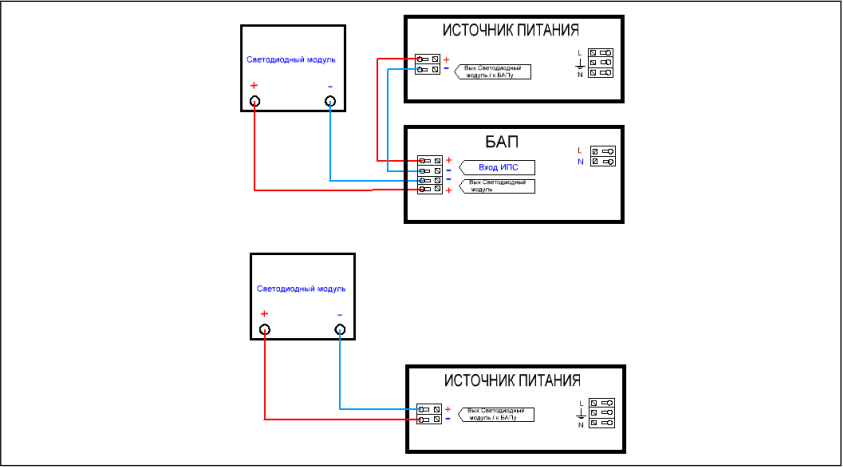 Светодиодный модуль
+ -
ИСТОЧНИК ПИТАНИЯ
+
-
Вых.Светодиодный
модуль / к БАПу
L
N
БАП
+
-
-
+
Вход ИПС
Вых.Светодиодный
модуль
L
N
Светодиодный модуль
+ -
ИСТОЧНИК ПИТАНИЯ
+
-
Вых.Светодиодный
модуль / к БАПу
L
N